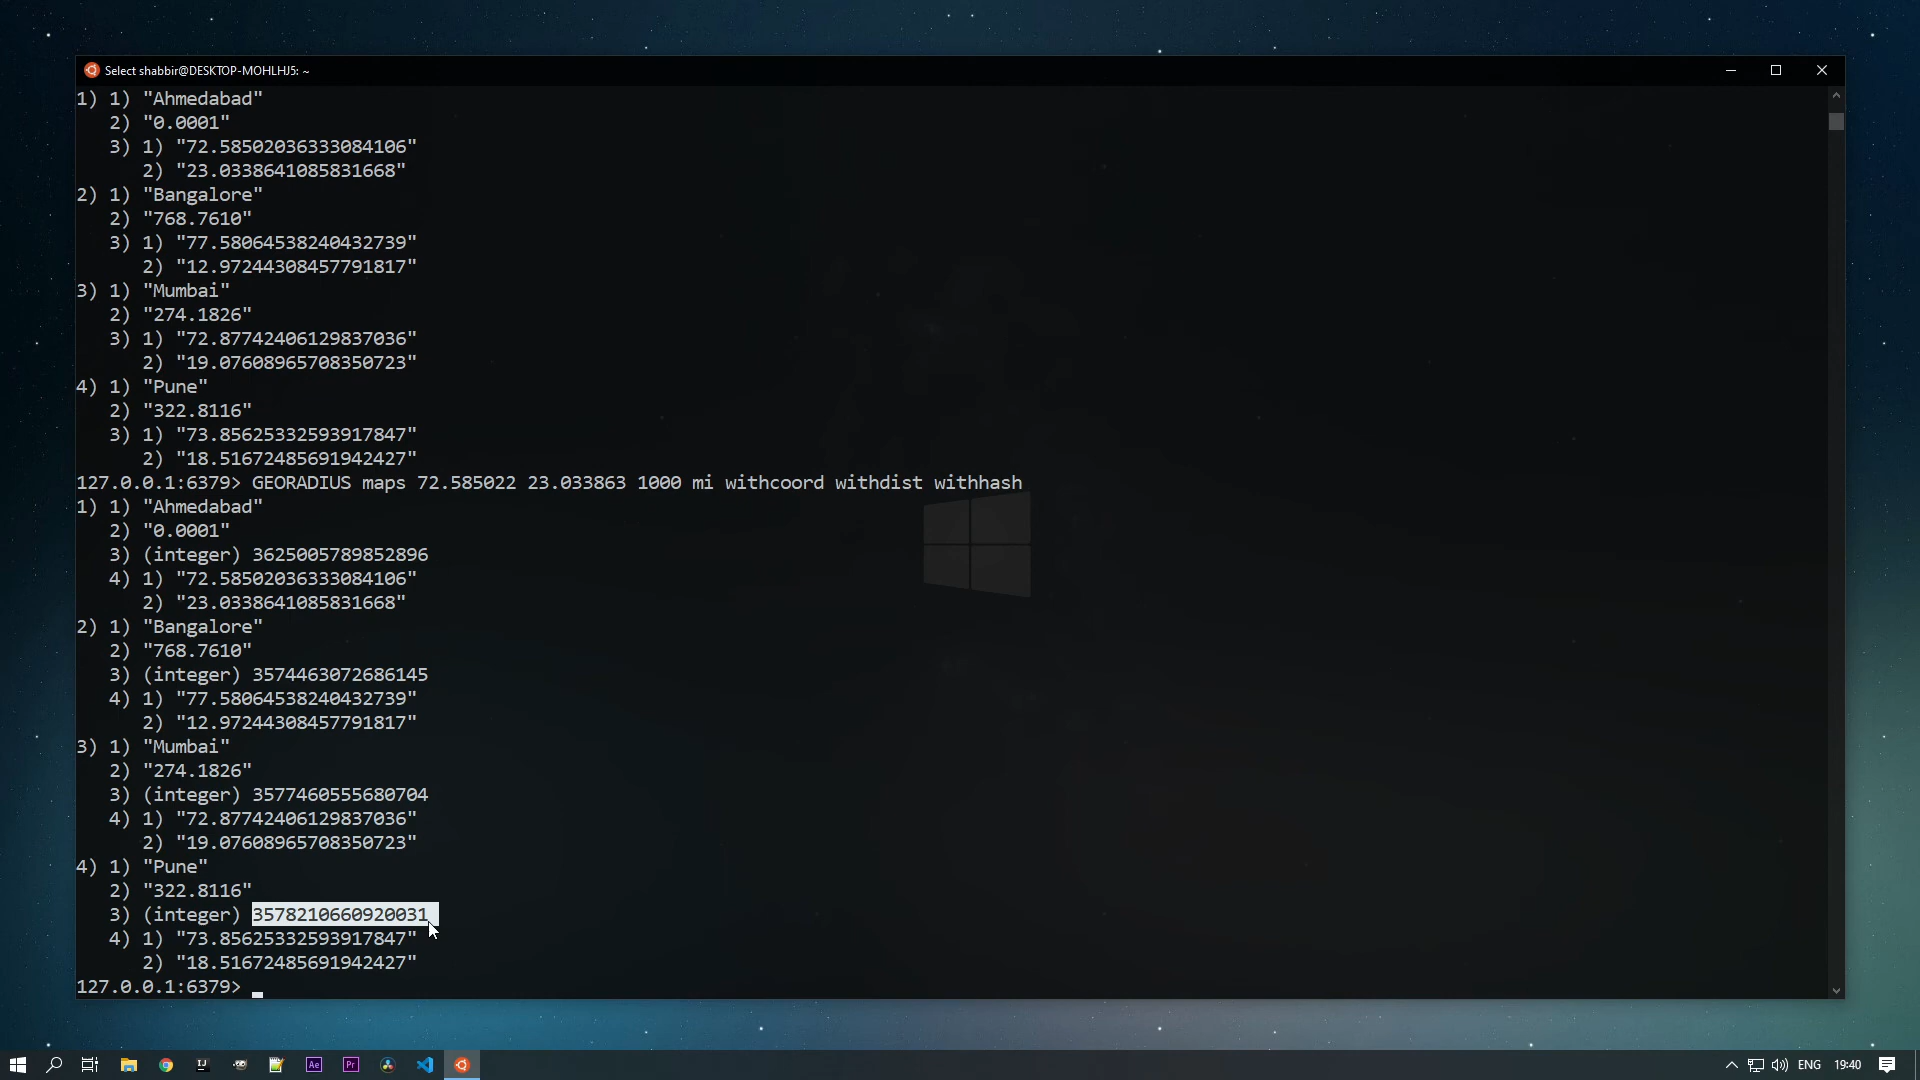 Select shabbir@DESKTOP-MOHLHJ5: ~
1) 1) "Ahmedabad"
2) "0.0001"
3) 1) "72.58502036333084106"
2) "23.0338641085831668"
2) 1) "Bangalore"
2) "768.7610"
3) 1) "77.58064538240432739"
2) "12.97244308457791817"
3) 1) "Mumbai"
2) "274.1826"
3) 1) "72.87742406129837036"
2) "19.07608965708350723"
4) 1) "Pune"
2) "322.8116"
3) 1) "73.85625332593917847"
2) "18.51672485691942427"
127.0.0.1:6379> GEORADIUS maps 72.585022 23.033863 1000 mi withcoord withdist withhash
1) 1) "Ahmedabad"
2) "0.0001"
3) (integer) 3625005789852896
4) 1) "72.58502036333084106"
2) "23.0338641085831668"
2) 1) "Bangalore"
2) "768.7610"
3) (integer) 3574463072686145
4) 1) "77.58064538240432739"
2) "12.97244308457791817"
3) 1) "Mumbai"
2) "274.1826"
3) (integer) 3577460555680704
4) 1) "72.87742406129837036"
2) "19.07608965708350723"
4) 1) "Pune"
2) "322.8116"
3) (integer) 3578210660920031
4) 1) "73.85625332593917847"
2) "18.51672485691942427"
127.0.0.1:6379>
IJ Ae Pr ENG 19:40